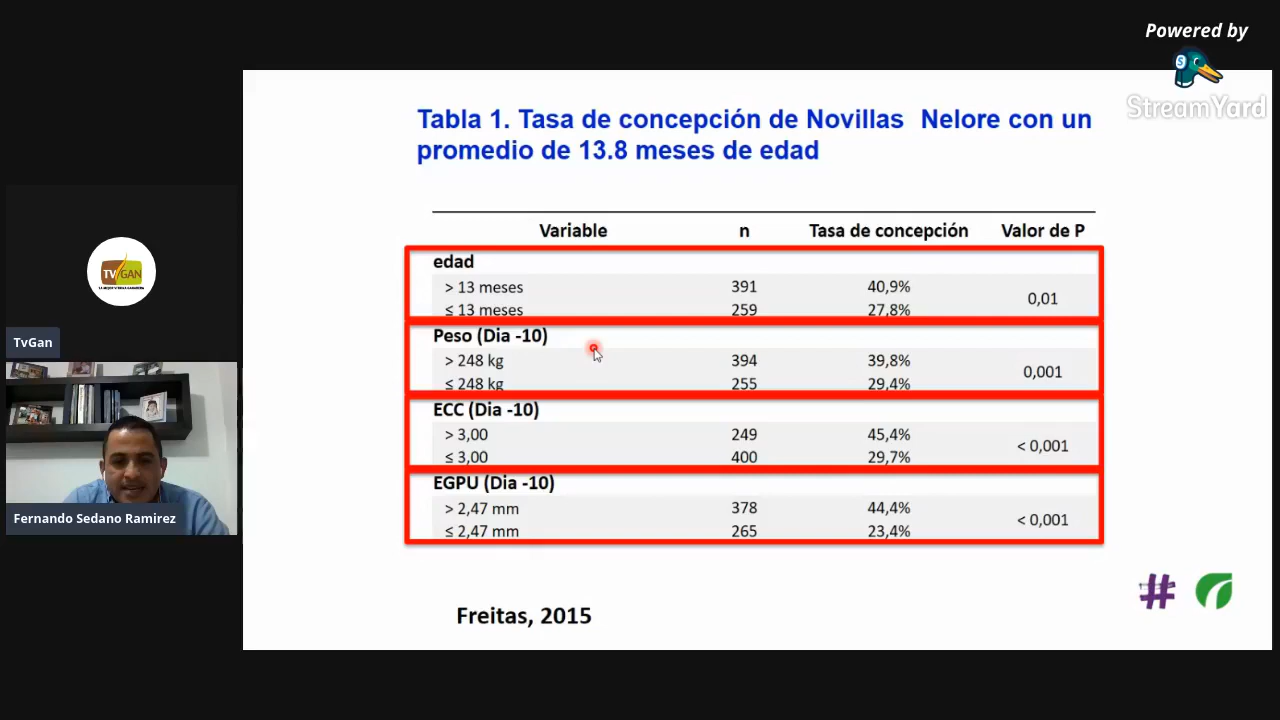 Powered by
StreamYard
Tabla 1. Tasa de concepción de Novillas Nelore con un
promedio de 13.8 meses de edad
Variable n Tasa de concepción Valor de P
edad
> 13 meses 391 40,9%
0,01
≤ 13 meses 259 27,8%
Peso (Dia -10)
> 248 kg 394 39,8%
0,001
≤ 248 kg 255 29,4%
ECC (Dia -10)
> 3,00 249 45,4%
< 0,001
≤ 3,00 400 29,7%
EGPU (Dia -10)
> 2,47 mm 378 44,4%
< 0,001
≤ 2,47 mm 265 23,4%
Freitas, 2015
TV GAN
TvGan
Fernando Sedano Ramirez